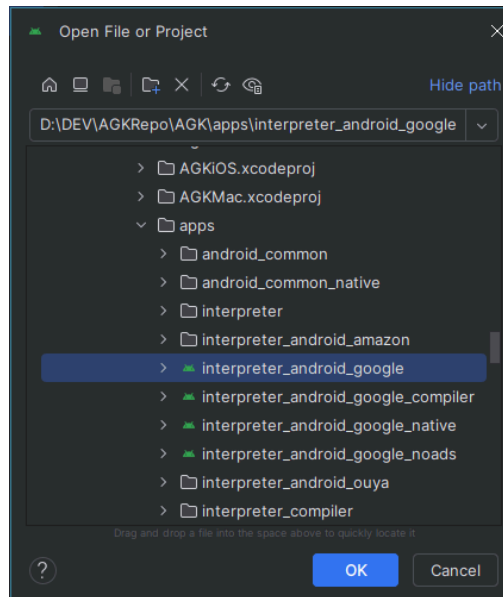 Open File or Project
Hide path
D:\DEV\AGKRepo\AGK\apps\interpreter_android_google
AGKiOS.xcodeproj
AGKMac.xcodeproj
apps
android_common
android_common_native
interpreter
interpreter_android_amazon
interpreter_android_google
interpreter_android_google_compiler
interpreter_android_google_native
interpreter_android_google_noads
interpreter_android_ouya
interpreter_compiler
Drag and drop a file into the space above to quickly locate it
?
OK
Cancel